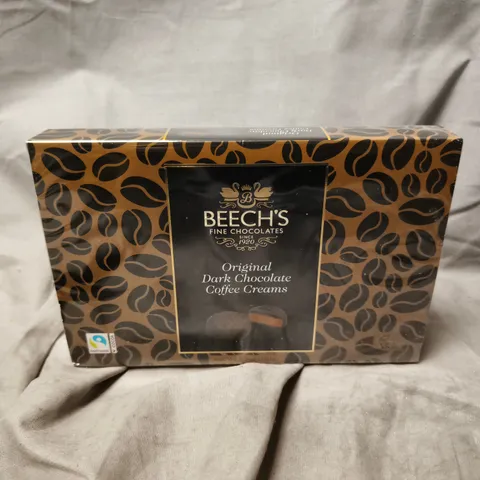 B
BEECH'S
FINE CHOCOLATES
SINCE
1920
Original
Dark Chocolate
Coffee Creams